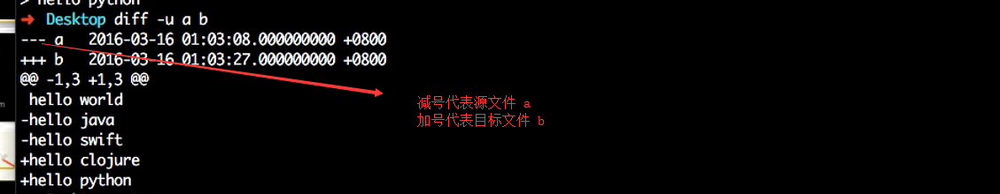 > hello python
➜ Desktop diff -u a b
--- a 2016-03-16 01:03:08.000000000 +0800
+++ b 2016-03-16 01:03:27.000000000 +0800
@@ -1,3 +1,3 @@
hello world
减号代表源文件 a
-hello java
加号代表目标文件 b
-hello swift
+hello clojure
+hello python